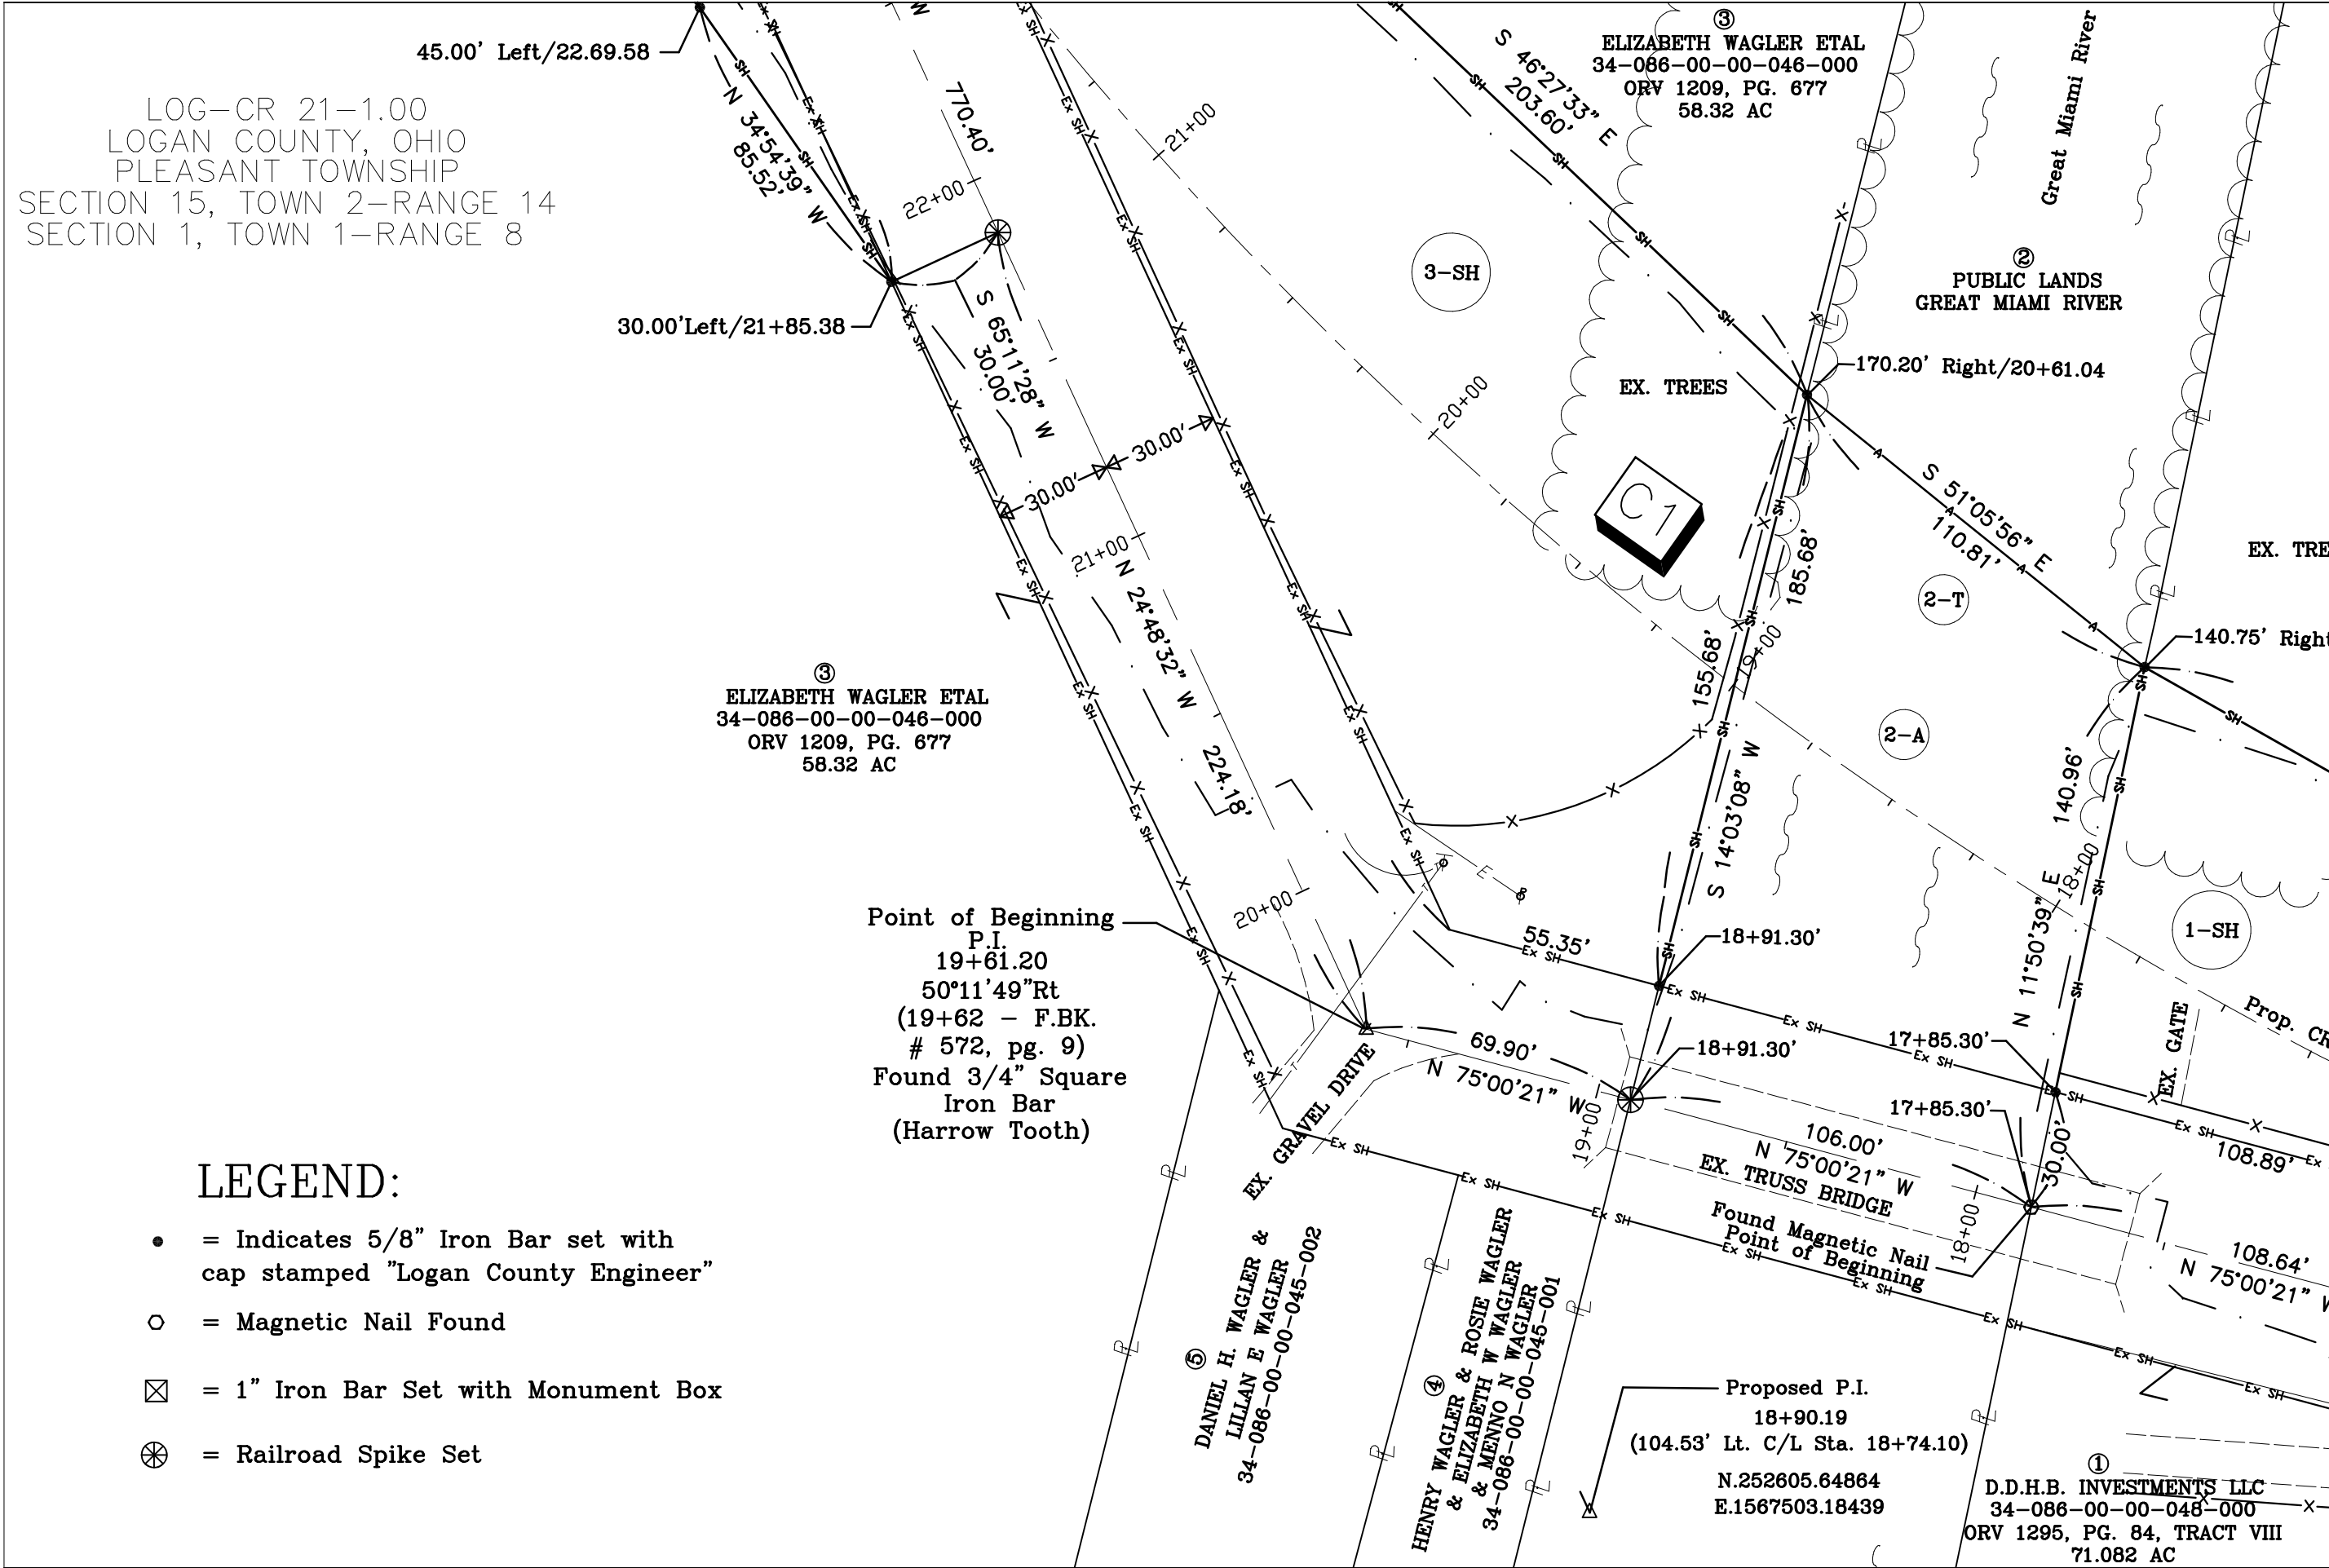 45.00' Left/22.69.58
LOG-CR 21-1.00
LOGAN COUNTY, OHIO
PLEASANT TOWNSHIP
SECTION 15, TOWN 2-RANGE 14
SECTION 1, TOWN 1-RANGE 8
N 34°54'39" W
85.52'
770.40'
22+00
21+00
S 46°27'33" E
203.60'
③
ELIZABETH WAGLER ETAL
34-086-00-00-046-000
ORV 1209, PG. 677
58.32 AC
Great Miami River
②
PUBLIC LANDS
GREAT MIAMI RIVER
3-SH
30.00'Left/21+85.38
S 65°11'28" W
30.00'
30.00'
30.00'
20+00
EX. TREES
170.20' Right/20+61.04
C1
S 51°05'56" E
110.81'
EX. TRE
2-T
140.75' Right
21+00
N 24°48'32" W
224.18'
185.68'
155.68'
19+00
2-A
③
ELIZABETH WAGLER ETAL
34-086-00-00-046-000
ORV 1209, PG. 677
58.32 AC
S 14°03'08" W
140.96'
18+00
N 11°50'39" E
1-SH
20+00
E
Point of Beginning
P.I.
19+61.20
50°11'49"Rt
(19+62 - F.BK.
# 572, pg. 9)
Found 3/4" Square
Iron Bar
(Harrow Tooth)
55.35'
18+91.30'
18+91.30'
69.90'
N 75°00'21" W
19+00
17+85.30'
17+85.30'
EX. GATE
Prop. CR
106.00'
N 75°00'21" W
EX. TRUSS BRIDGE
Found Magnetic Nail
Point of Beginning
18+00
30.00'
108.89'
108.64'
N 75°00'21" W
EX. GRAVEL DRIVE
LEGEND:
= Indicates 5/8" Iron Bar set with
cap stamped "Logan County Engineer"
= Magnetic Nail Found
= 1" Iron Bar Set with Monument Box
= Railroad Spike Set
⑤
DANIEL H. WAGLER &
LILLAN E WAGLER
34-086-00-00-045-002
④
HENRY WAGLER & ROSIE WAGLER
& ELIZABETH W WAGLER
& MENNO N WAGLER
34-086-00-00-045-001
Proposed P.I.
18+90.19
(104.53' Lt. C/L Sta. 18+74.10)
N.252605.64864
E.1567503.18439
①
D.D.H.B. INVESTMENTS LLC
34-086-00-00-048-000
ORV 1295, PG. 84, TRACT VIII
71.082 AC